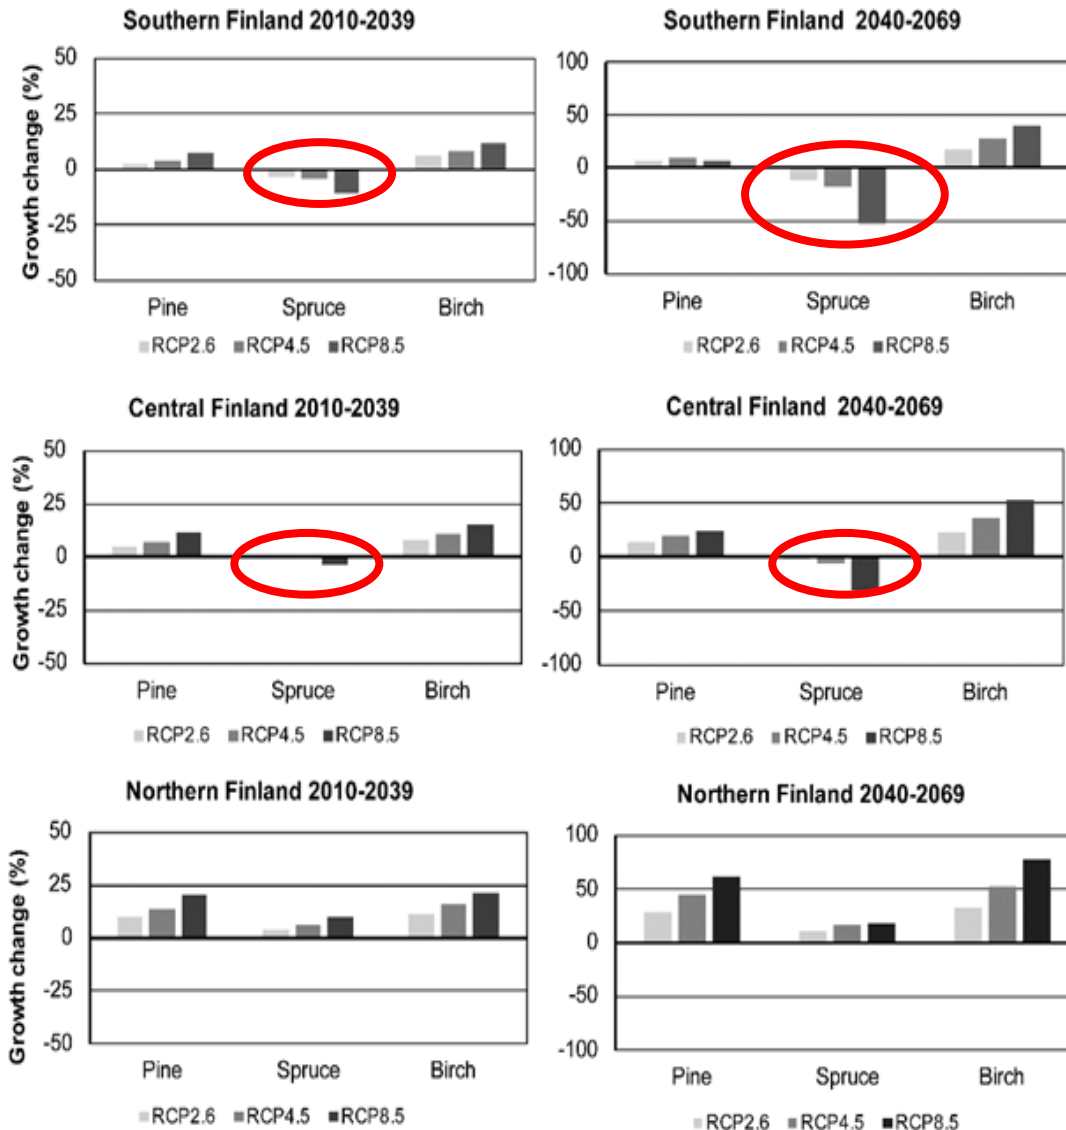 Southern Finland 2010-2039
Growth change (%)
50
25
0
-25
-50
Pine Spruce Birch
RCP2.6 RCP4.5 RCP8.5
Southern Finland 2040-2069
100
50
0
-50
-100
Pine Spruce Birch
RCP2.6 RCP4.5 RCP8.5
Central Finland 2010-2039
Growth change (%)
50
25
0
-25
-50
Pine Spruce Birch
RCP2.6 RCP4.5 RCP8.5
Central Finland 2040-2069
100
50
0
-50
-100
Pine Spruce Birch
RCP2.6 RCP4.5 RCP8.5
Northern Finland 2010-2039
Growth change (%)
50
25
0
-25
-50
Pine Spruce Birch
RCP2.6 RCP4.5 RCP8.5
Northern Finland 2040-2069
100
50
0
-50
-100
Pine Spruce Birch
RCP2.6 RCP4.5 RCP8.5